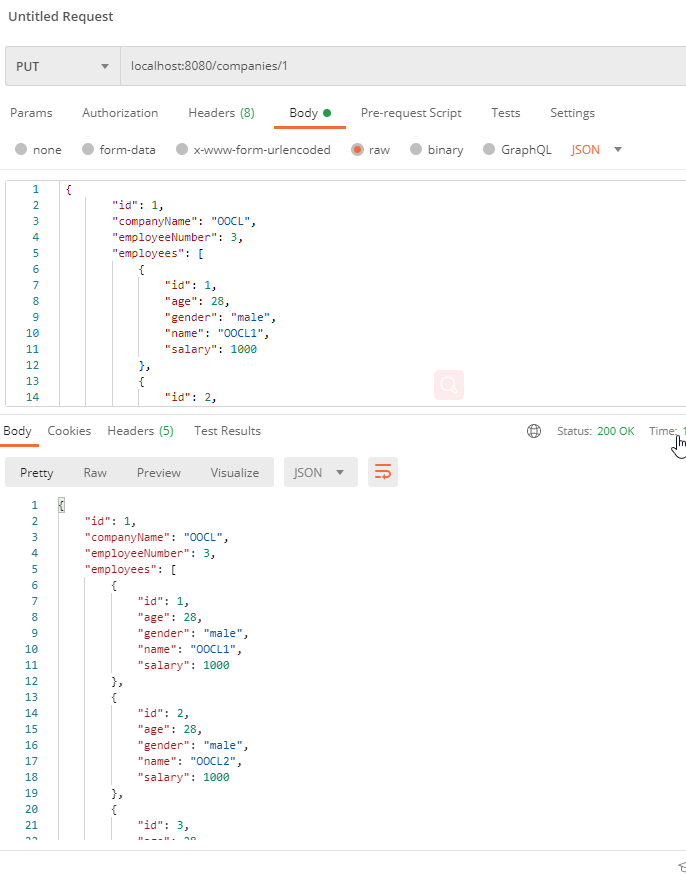 Untitled Request
PUT localhost:8080/companies/1
Params Authorization Headers (8) Body Pre-request Script Tests Settings
none form-data x-www-form-urlencoded raw binary GraphQL JSON
1 {
2 "id": 1,
3 "companyName": "OOCL",
4 "employeeNumber": 3,
5 "employees": [
6 {
7 "id": 1,
8 "age": 28,
9 "gender": "male",
10 "name": "OOCL1",
11 "salary": 1000
12 },
13 {
14 "id": 2,
Body Cookies Headers (5) Test Results Status: 200 OK Time:
Pretty Raw Preview Visualize JSON
1 {
2 "id": 1,
3 "companyName": "OOCL",
4 "employeeNumber": 3,
5 "employees": [
6 {
7 "id": 1,
8 "age": 28,
9 "gender": "male",
10 "name": "OOCL1",
11 "salary": 1000
12 },
13 {
14 "id": 2,
15 "age": 28,
16 "gender": "male",
17 "name": "OOCL2",
18 "salary": 1000
19 },
20 {
21 "id": 3,